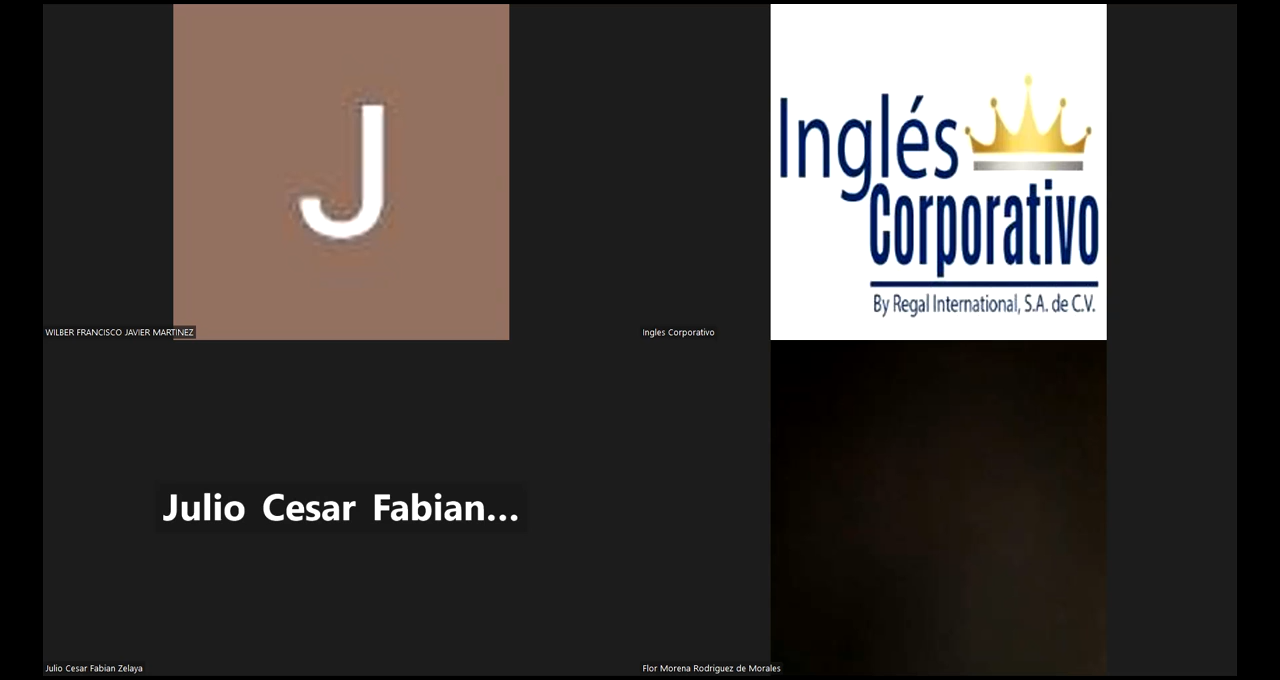 J
WILBER FRANCISCO JAVIER MARTINEZ
Inglés
Corporativo
By Regal International, S.A. de C.V.
Ingles Corporativo
Julio Cesar Fabian...
Julio Cesar Fabian Zelaya
Flor Morena Rodriguez de Morales